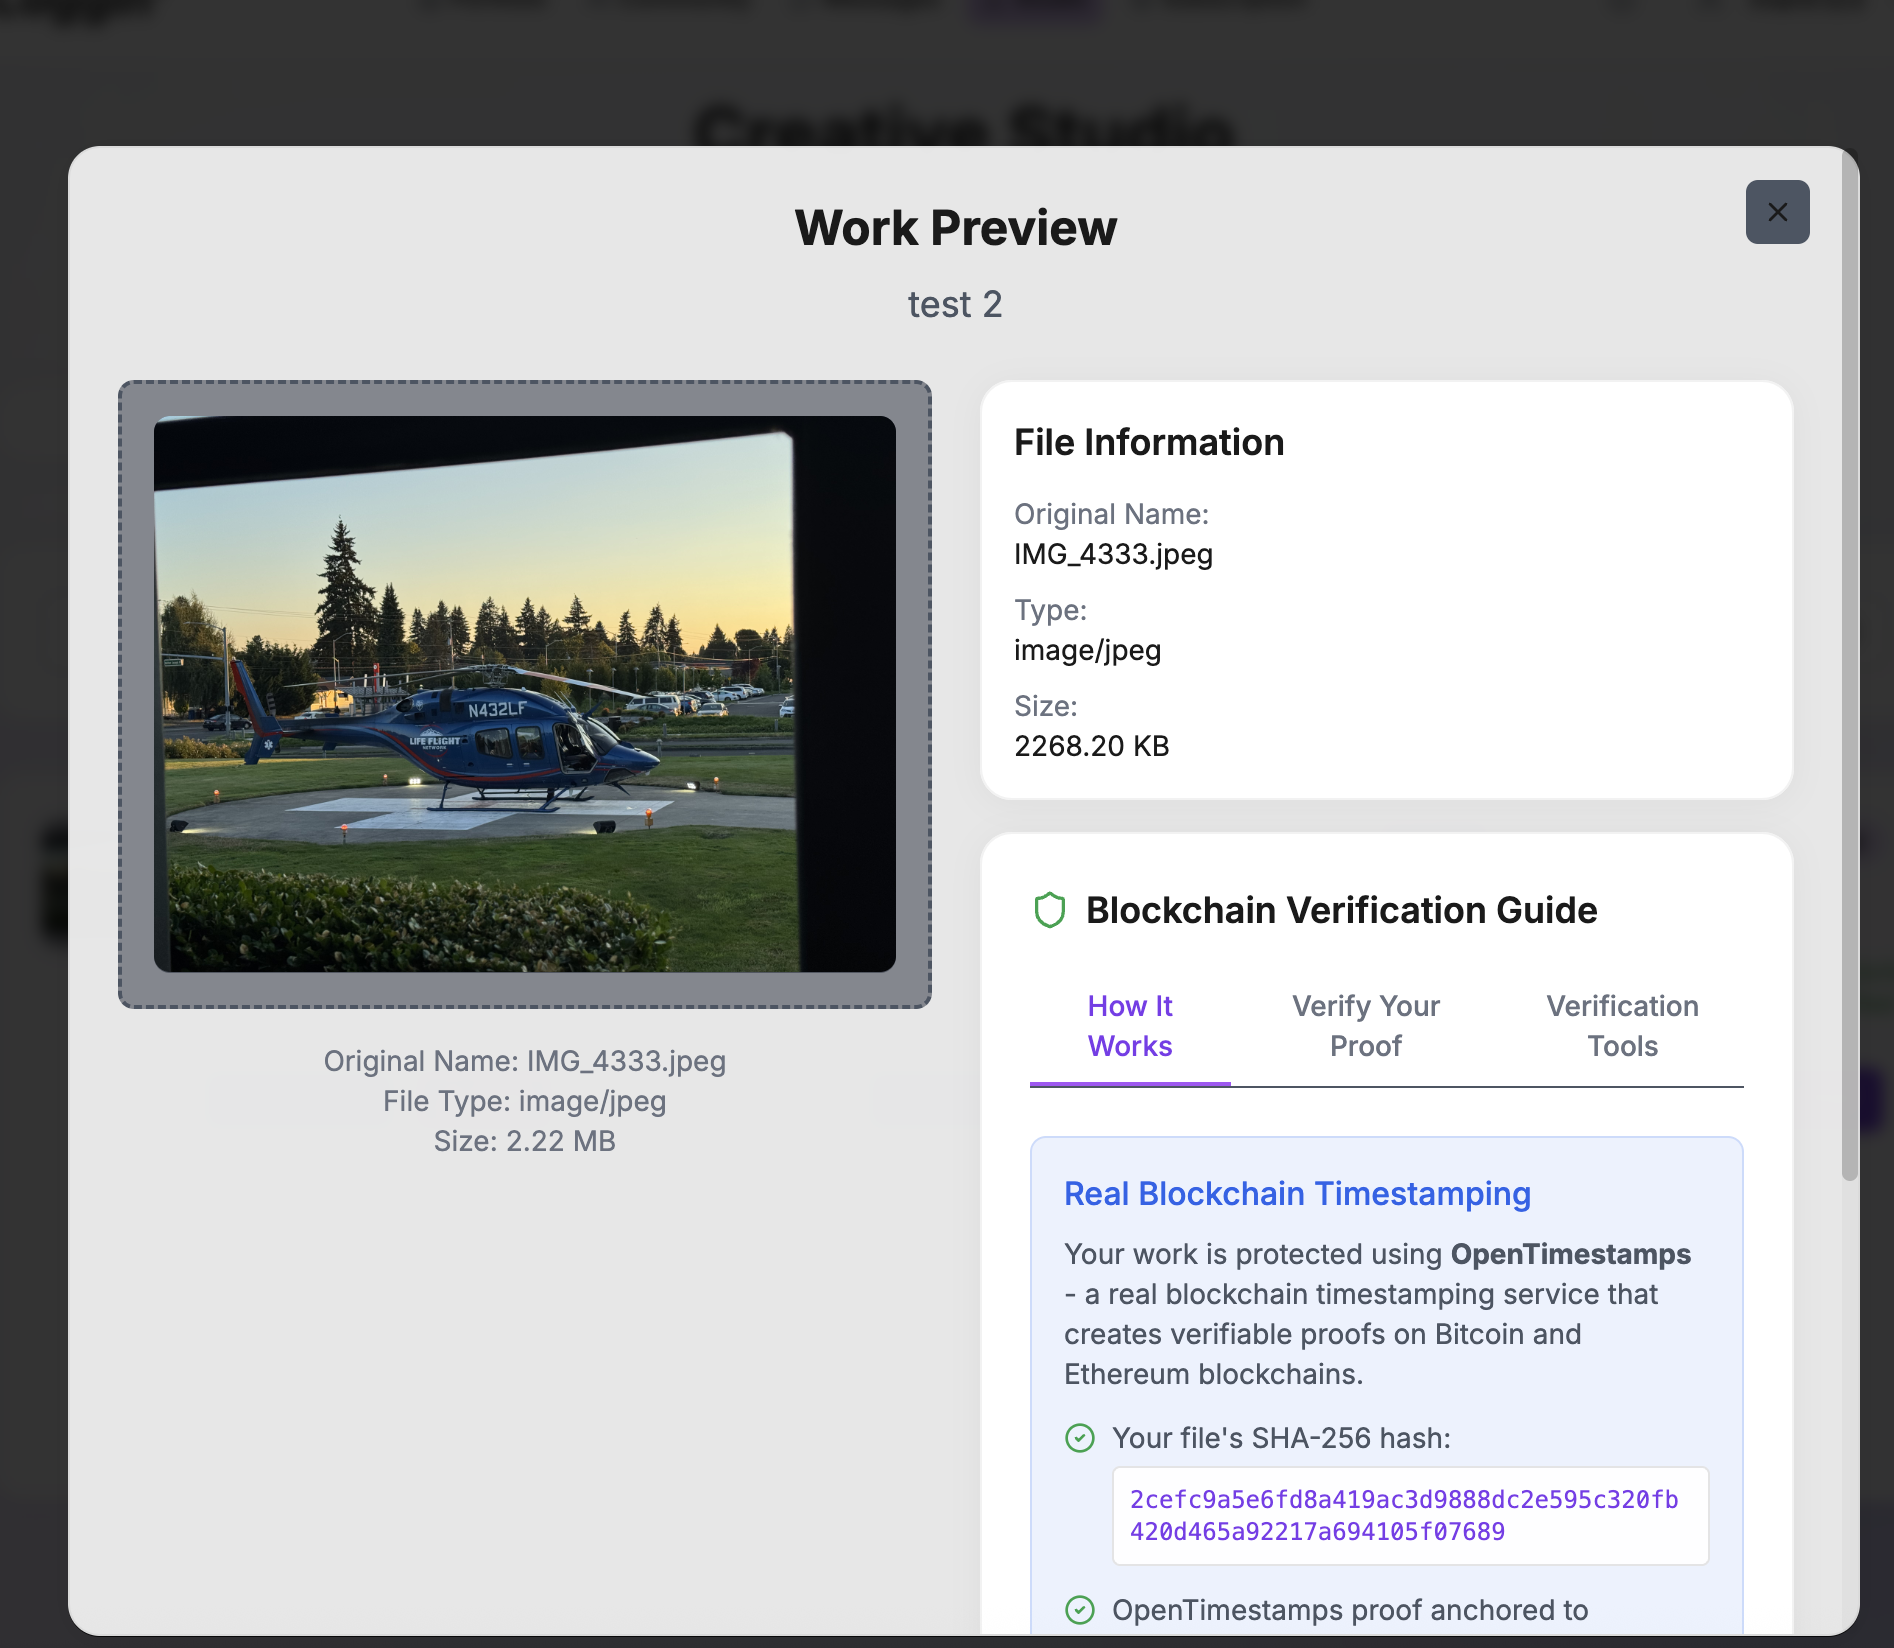 Creative Studio
Work Preview
test 2
N432LF
LIFE FLIGHT
NETWORK
Original Name: IMG_4333.jpeg
File Type: image/jpeg
Size: 2.22 MB
File Information
Original Name:
IMG_4333.jpeg
Type:
image/jpeg
Size:
2268.20 KB
Blockchain Verification Guide
How It
Works
Verify Your
Proof
Verification
Tools
Real Blockchain Timestamping
Your work is protected using OpenTimestamps
- a real blockchain timestamping service that
creates verifiable proofs on Bitcoin and
Ethereum blockchains.
Your file's SHA-256 hash:
2cefc9a5e6fd8a419ac3d9888dc2e595c320fb
420d465a92217a694105f07689
OpenTimestamps proof anchored to